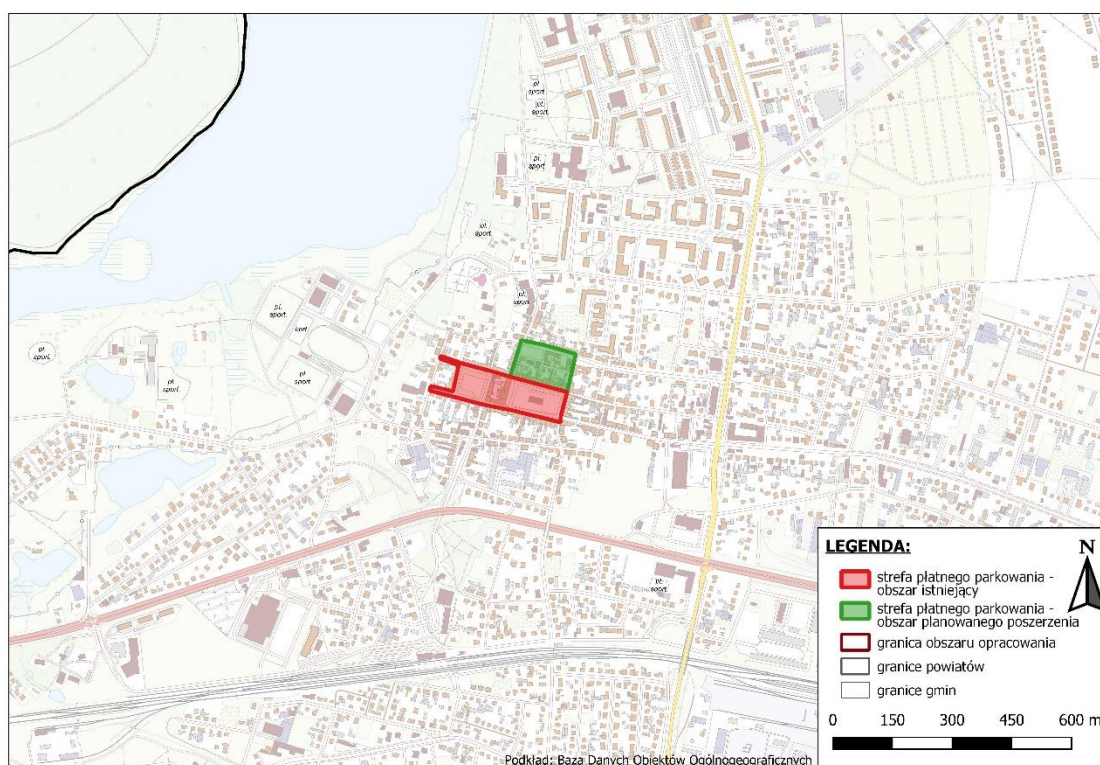 pl.
sport.
pl.
sport.
pl.
sport
pl.
sport.
pl.
sport.
pl.
sport.
kort
pl.
sport.
pl.
sport.
pl.
sport.
pl.
sport.
pl.
sport.
LEGENDA:
N
strefa płatnego parkowania -
obszar istniejący
strefa płatnego parkowania -
obszar planowanego poszerzenia
granica obszaru opracowania
granice powiatów
granice gmin
0 150 300 450 600 m
Podkład: Baza Danych Obiektów Ogólnogeograficznych